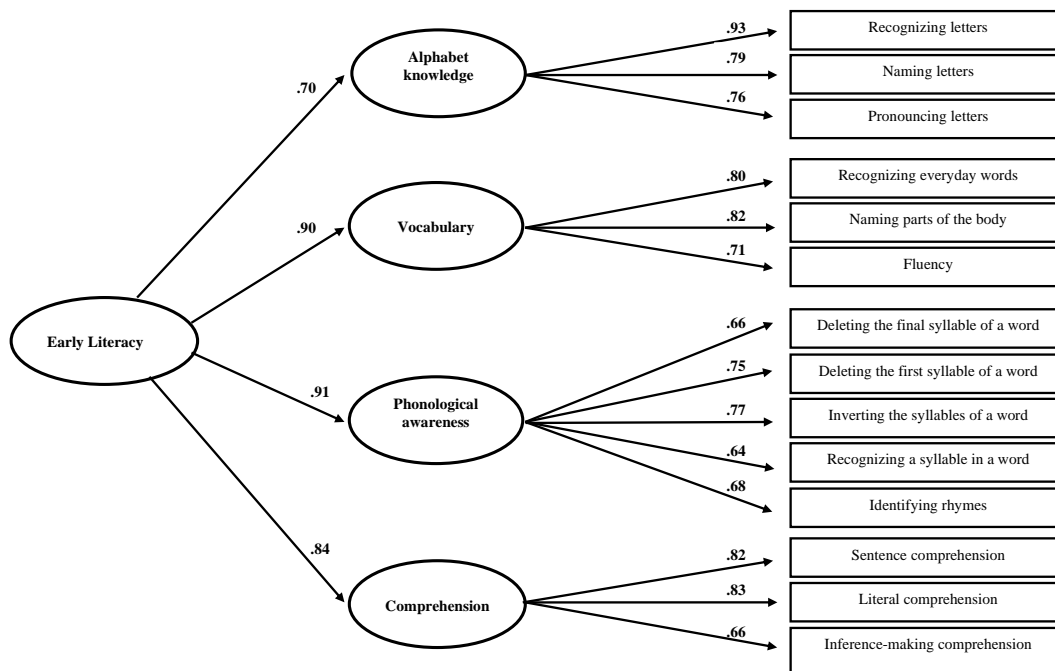 .93
Recognizing letters
Alphabet
knowledge
.79
Naming letters
.70
.76
Pronouncing letters
.80
Recognizing everyday words
.90
Vocabulary
.82
Naming parts of the body
.71
Fluency
Early Literacy
.66
Deleting the final syllable of a word
.75
Deleting the first syllable of a word
.91
Phonological
awareness
.77
Inverting the syllables of a word
.64
Recognizing a syllable in a word
.68
Identifying rhymes
.84
.82
Sentence comprehension
Comprehension
.83
Literal comprehension
.66
Inference-making comprehension